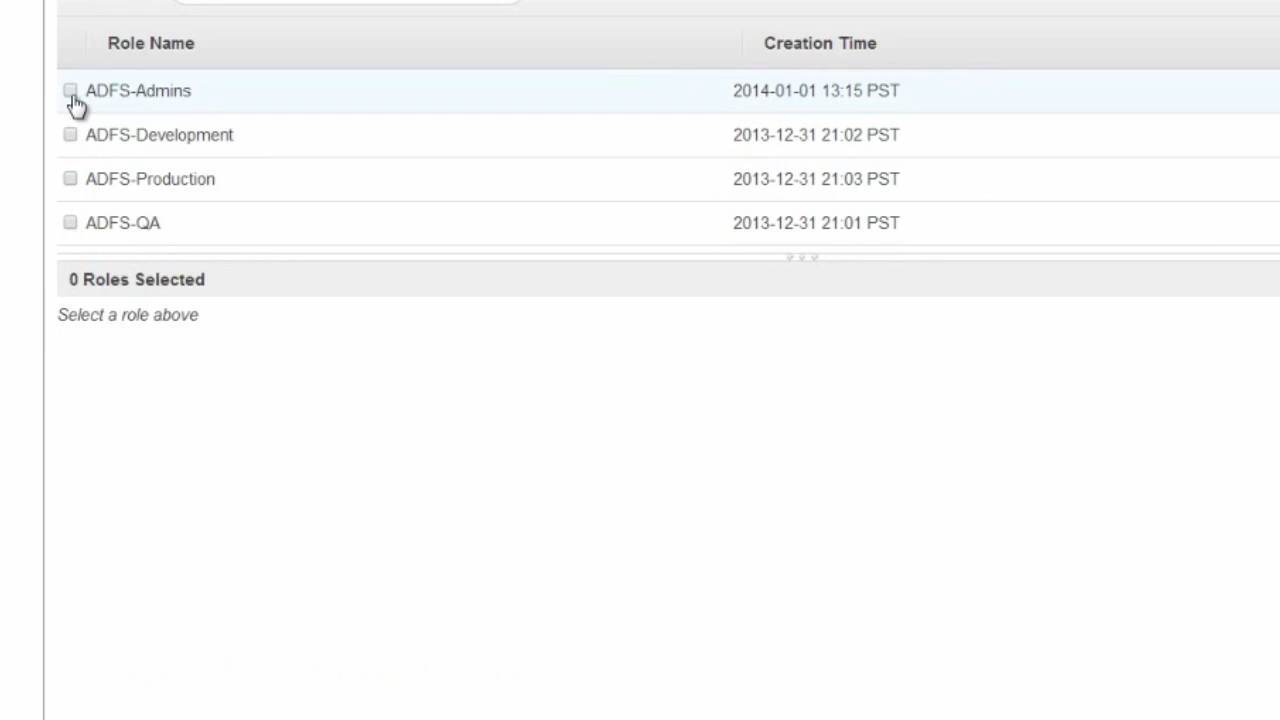 Role Name Creation Time
ADFS-Admins 2014-01-01 13:15 PST
ADFS-Development 2013-12-31 21:02 PST
ADFS-Production 2013-12-31 21:03 PST
ADFS-QA 2013-12-31 21:01 PST
0 Roles Selected
Select a role above